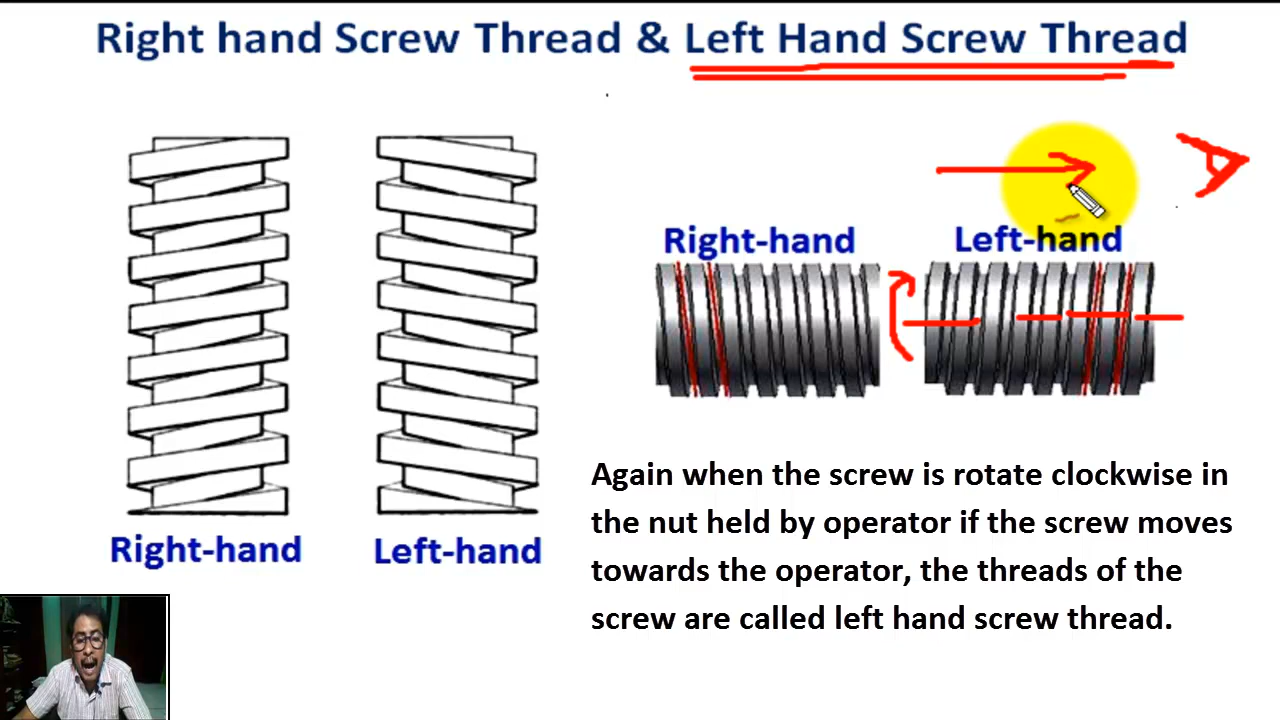 Right hand Screw Thread & Left Hand Screw Thread
Right-hand
Left-hand
Right-hand
Left-hand
Again when the screw is rotate clockwise in
the nut held by operator if the screw moves
towards the operator, the threads of the
screw are called left hand screw thread.